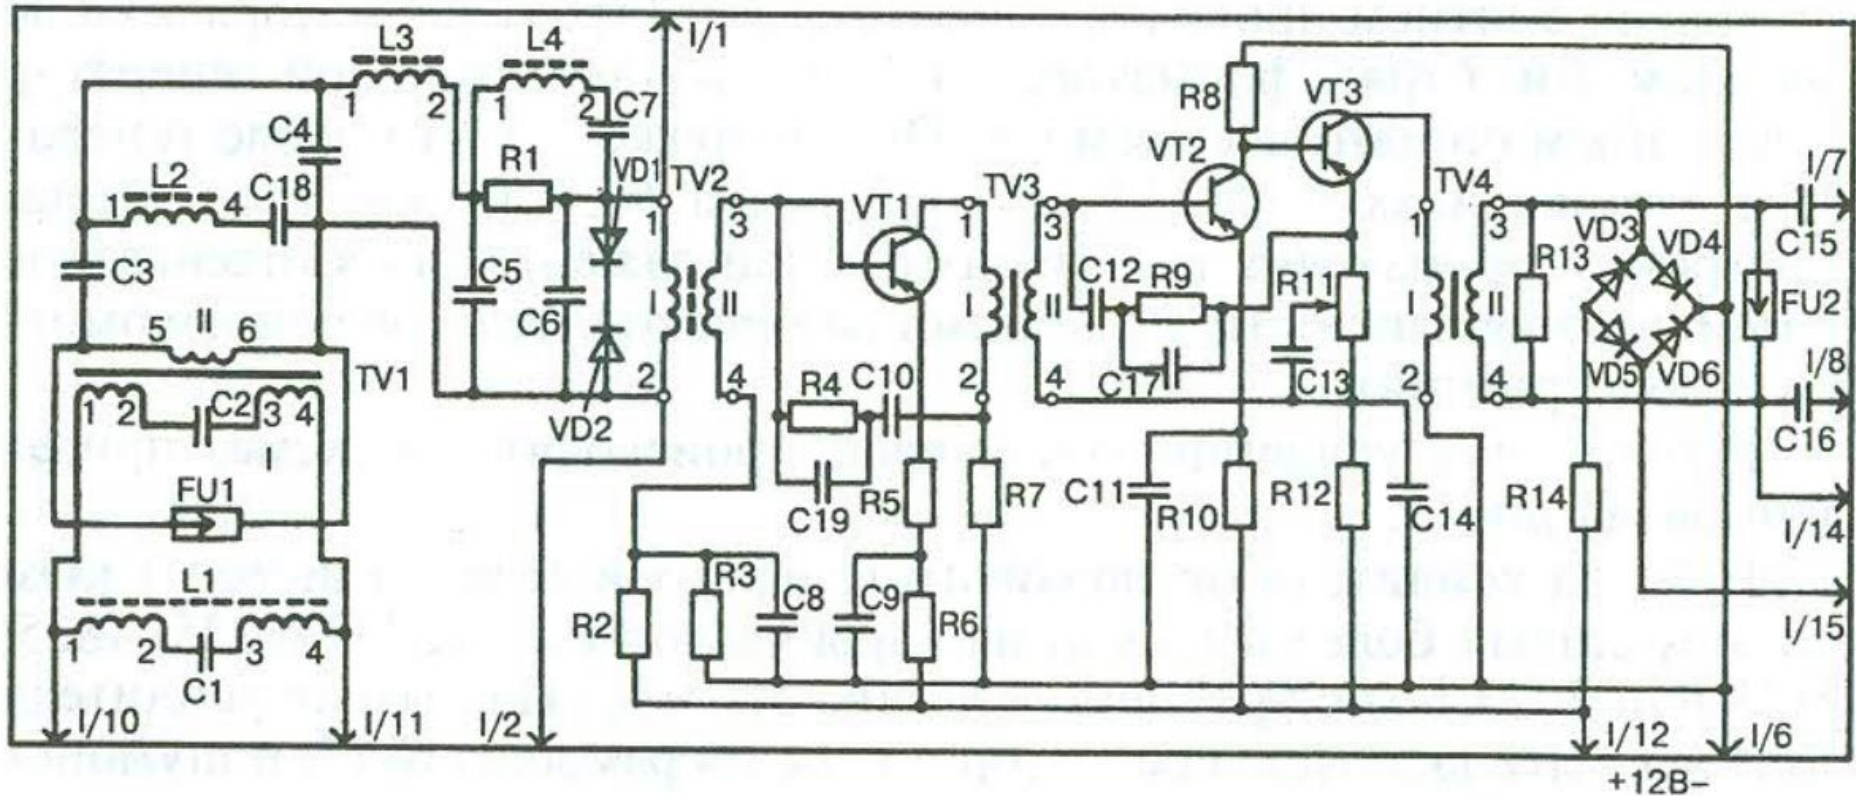 L3 L4 I/1
1 2 1 2 C7
C4
L2 C18 R1 VD1 TV2
1 4
C3
II
5 6
TV1
1 2 C2 3 4
I
FU1
L1
1 2 3 4
C1
I/10 I/11 I/2
C5 C6 VD2
1 3
I II
2 4
VT1
R4 C10
C19 R5 R7
R2 R3 C8 C9 R6
TV3
1 3
I II
2 4
R8 VT3
VT2
C12 R9 R11
C17 C13
C11 R10 R12 C14
TV4
1 3
I II
2 4
R13 VD3 VD4
VD5 VD6
R14
FU2
I/7
C15
I/8
C16
I/14
I/15
I/12 I/6
+12В-